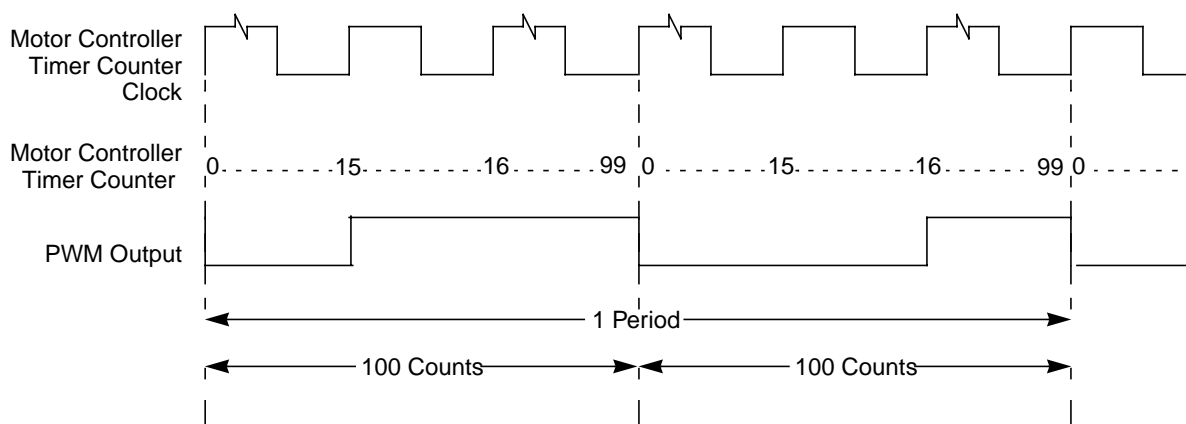 Motor Controller
Timer Counter
Clock
Motor Controller
Timer Counter
0 15 16 99 0 15 16 99 0
PWM Output
1 Period
100 Counts 100 Counts